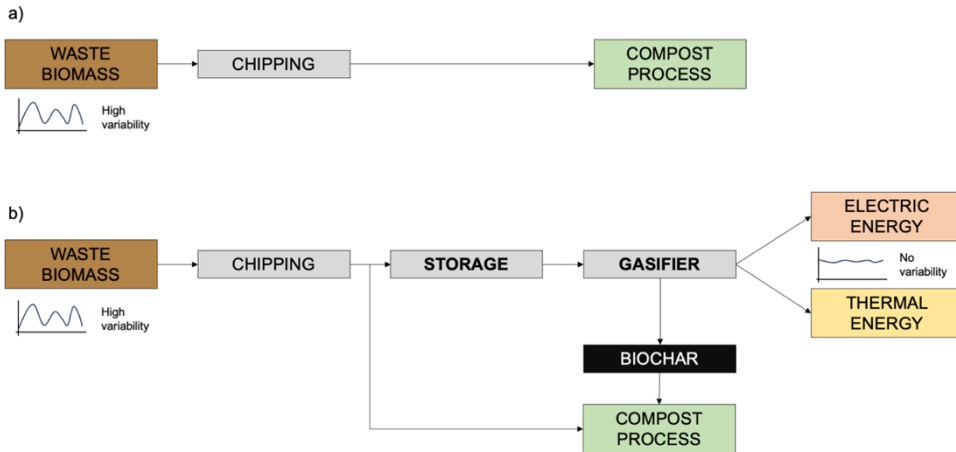 a)
WASTE
BIOMASS
CHIPPING
COMPOST
PROCESS
High
variability
b)
WASTE
BIOMASS
CHIPPING
STORAGE
GASIFIER
ELECTRIC
ENERGY
No
variability
THERMAL
ENERGY
High
variability
BIOCHAR
COMPOST
PROCESS